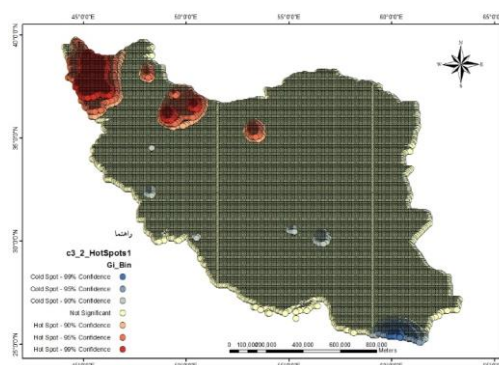 45°0'0"E 50°0'0"E 55°0'0"E 60°0'0"E 65°0'0"E
40°0'0"N
35°0'0"N
30°0'0"N
25°0'0"N
N
W E
S
راهنما
c3_2_HotSpots1
Gi_Bin
Cold Spot - 99% Confidence
Cold Spot - 95% Confidence
Cold Spot - 90% Confidence
Not Significant
Hot Spot - 90% Confidence
Hot Spot - 95% Confidence
Hot Spot - 99% Confidence
0 100,000200,000 400,000 600,000 800,000
Meters